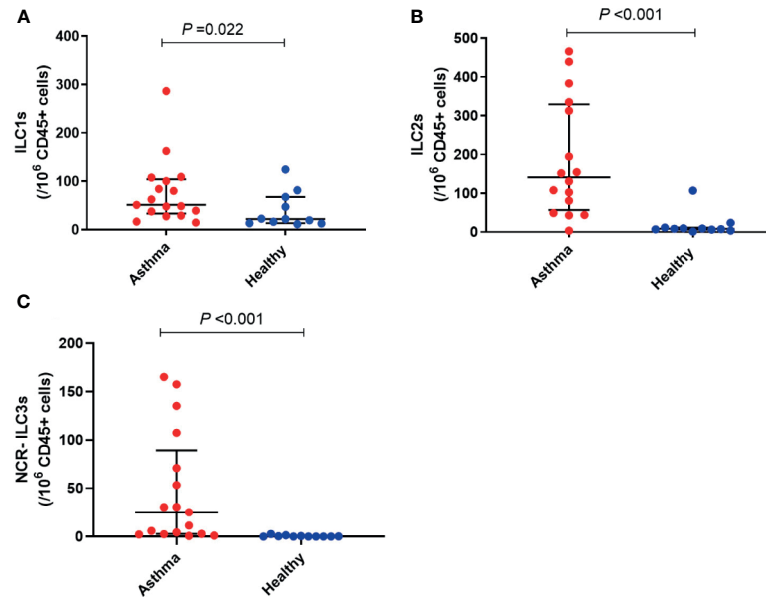 A
P =0.022
ILC1s
(/10⁶ CD45+ cells)
400
300
200
100
0
Asthma
Healthy
B
P <0.001
ILC2s
(/10⁶ CD45+ cells)
500
400
300
200
100
0
Asthma
Healthy
C
P <0.001
NCR- ILC3s
(/10⁶ CD45+ cells)
200
150
100
50
0
Asthma
Healthy